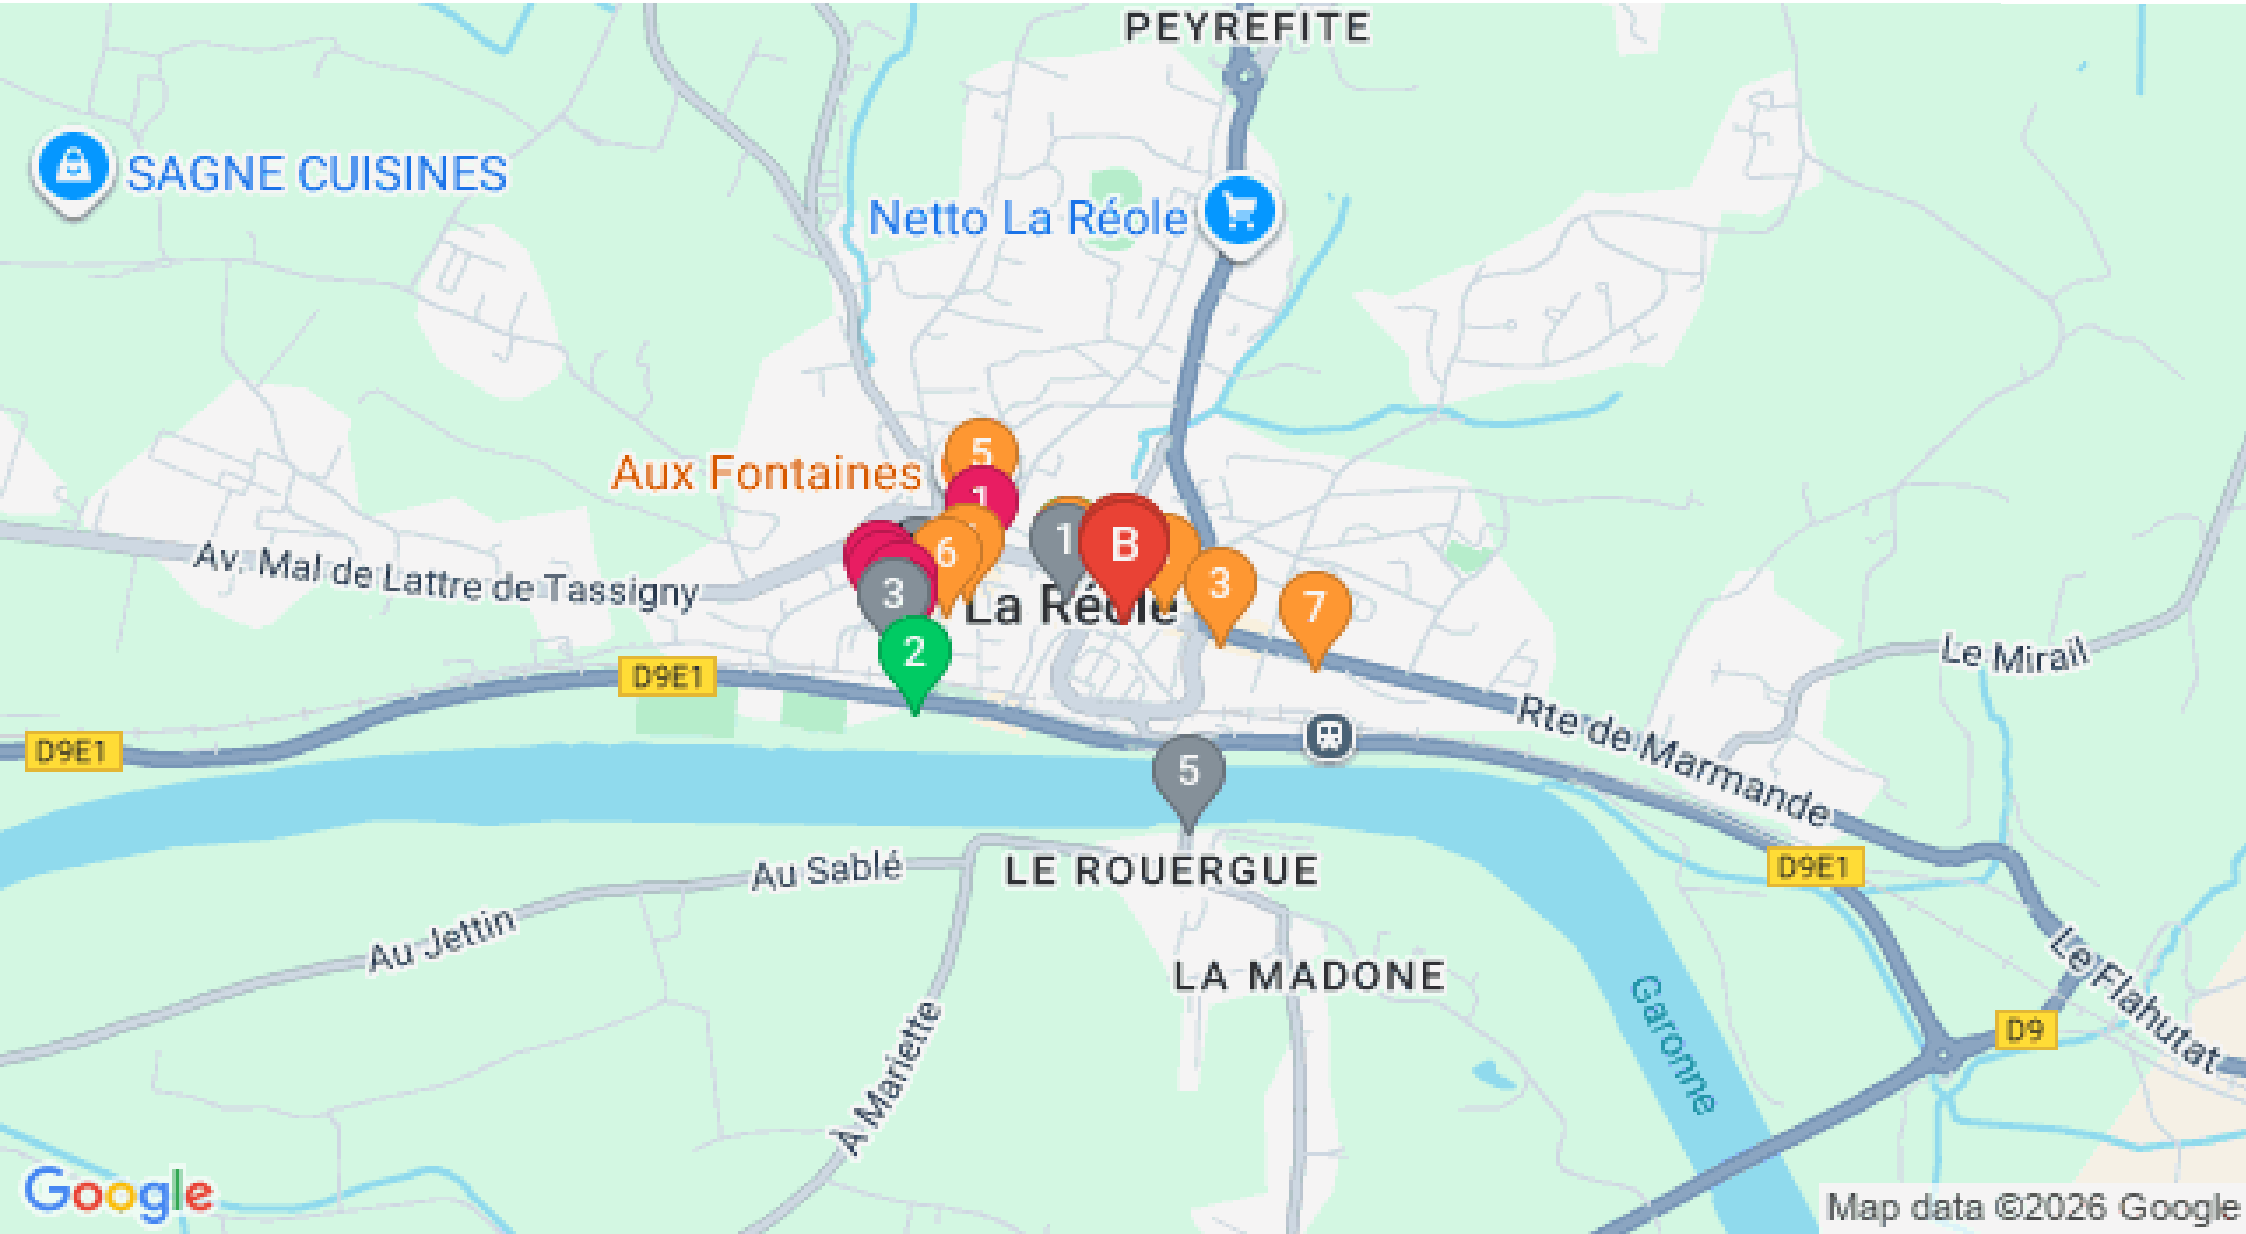 PEYREFITE
SAGNE CUISINES
Netto La Réole
5
Aux Fontaines
1
1
B
6
Av. Mal de Lattre de Tassigny
3
La Réole
3
7
2
D9E1
Le Mirail
Rte de Marmande
D9E1
5
Au Sablé
LE ROUERGUE
D9E1
Au Jettin
LA MADONE
Le Flahutat
Garonne
D9
À Mariette
Google
Map data ©2026 Google